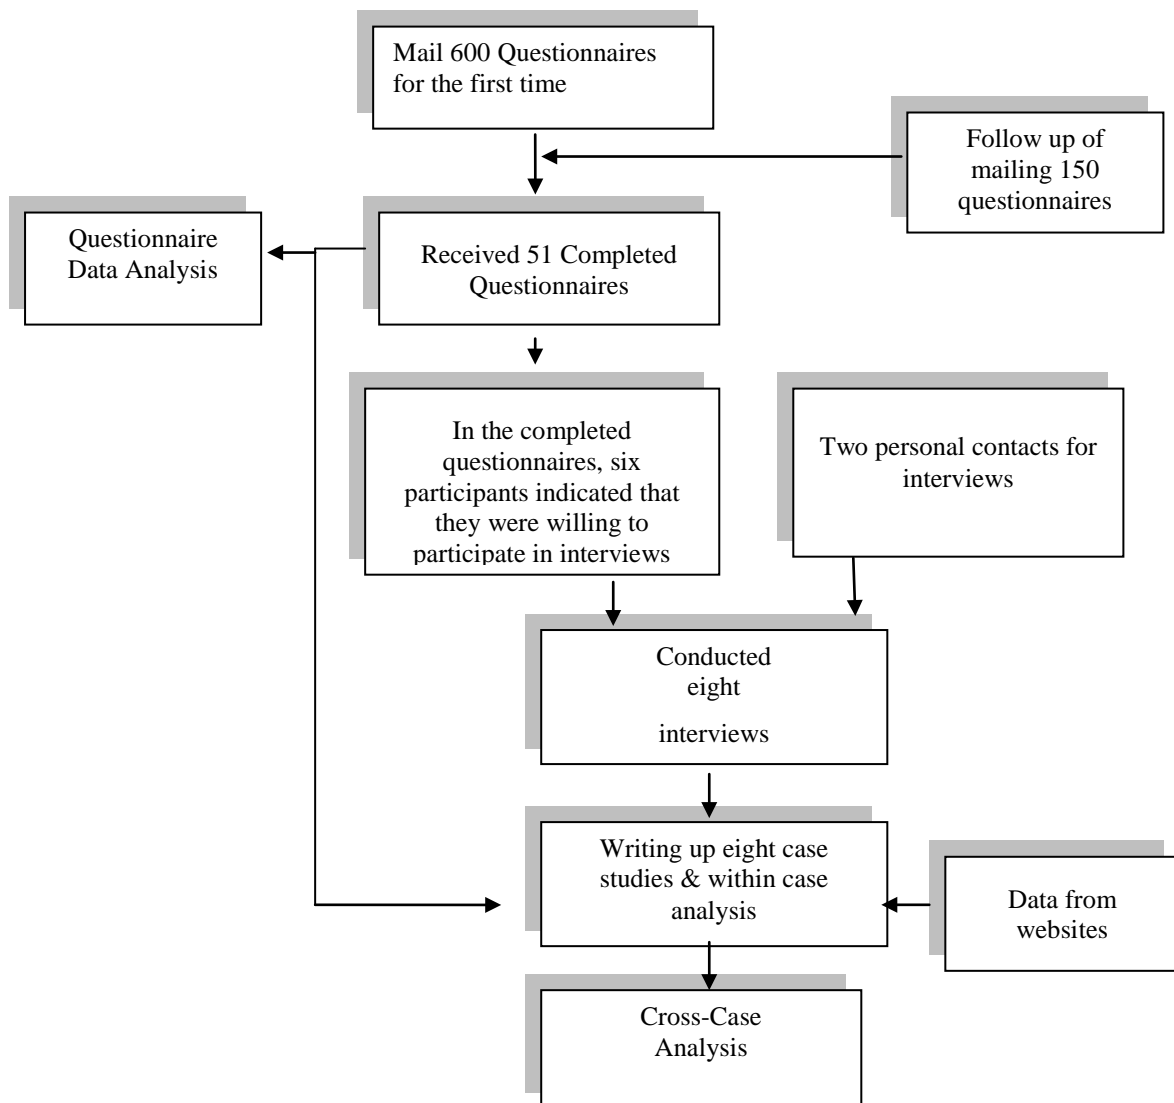 Mail 600 Questionnaires
for the first time
Follow up of
mailing 150
questionnaires
Questionnaire
Data Analysis
Received 51 Completed
Questionnaires
In the completed
questionnaires, six
participants indicated that
they were willing to
participate in interviews
Two personal contacts for
interviews
Conducted
eight
interviews
Writing up eight case
studies & within case
analysis
Data from
websites
Cross-Case
Analysis